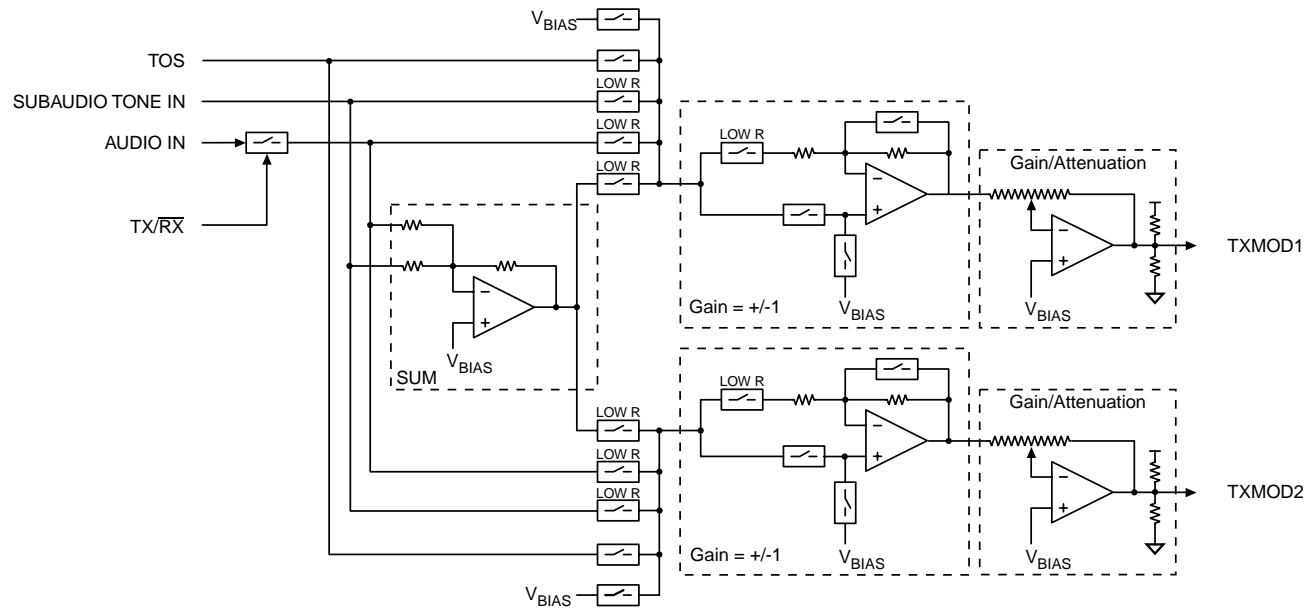 VBIAS
TOS
LOW R
SUBAUDIO TONE IN
LOW R
AUDIO IN
LOW R
TX/RX
LOW R
Gain/Attenuation
TXMOD1
VBIAS
Gain = +/-1
VBIAS
VBIAS
SUM
LOW R
LOW R
Gain/Attenuation
LOW R
LOW R
TXMOD2
VBIAS
Gain = +/-1
VBIAS
VBIAS